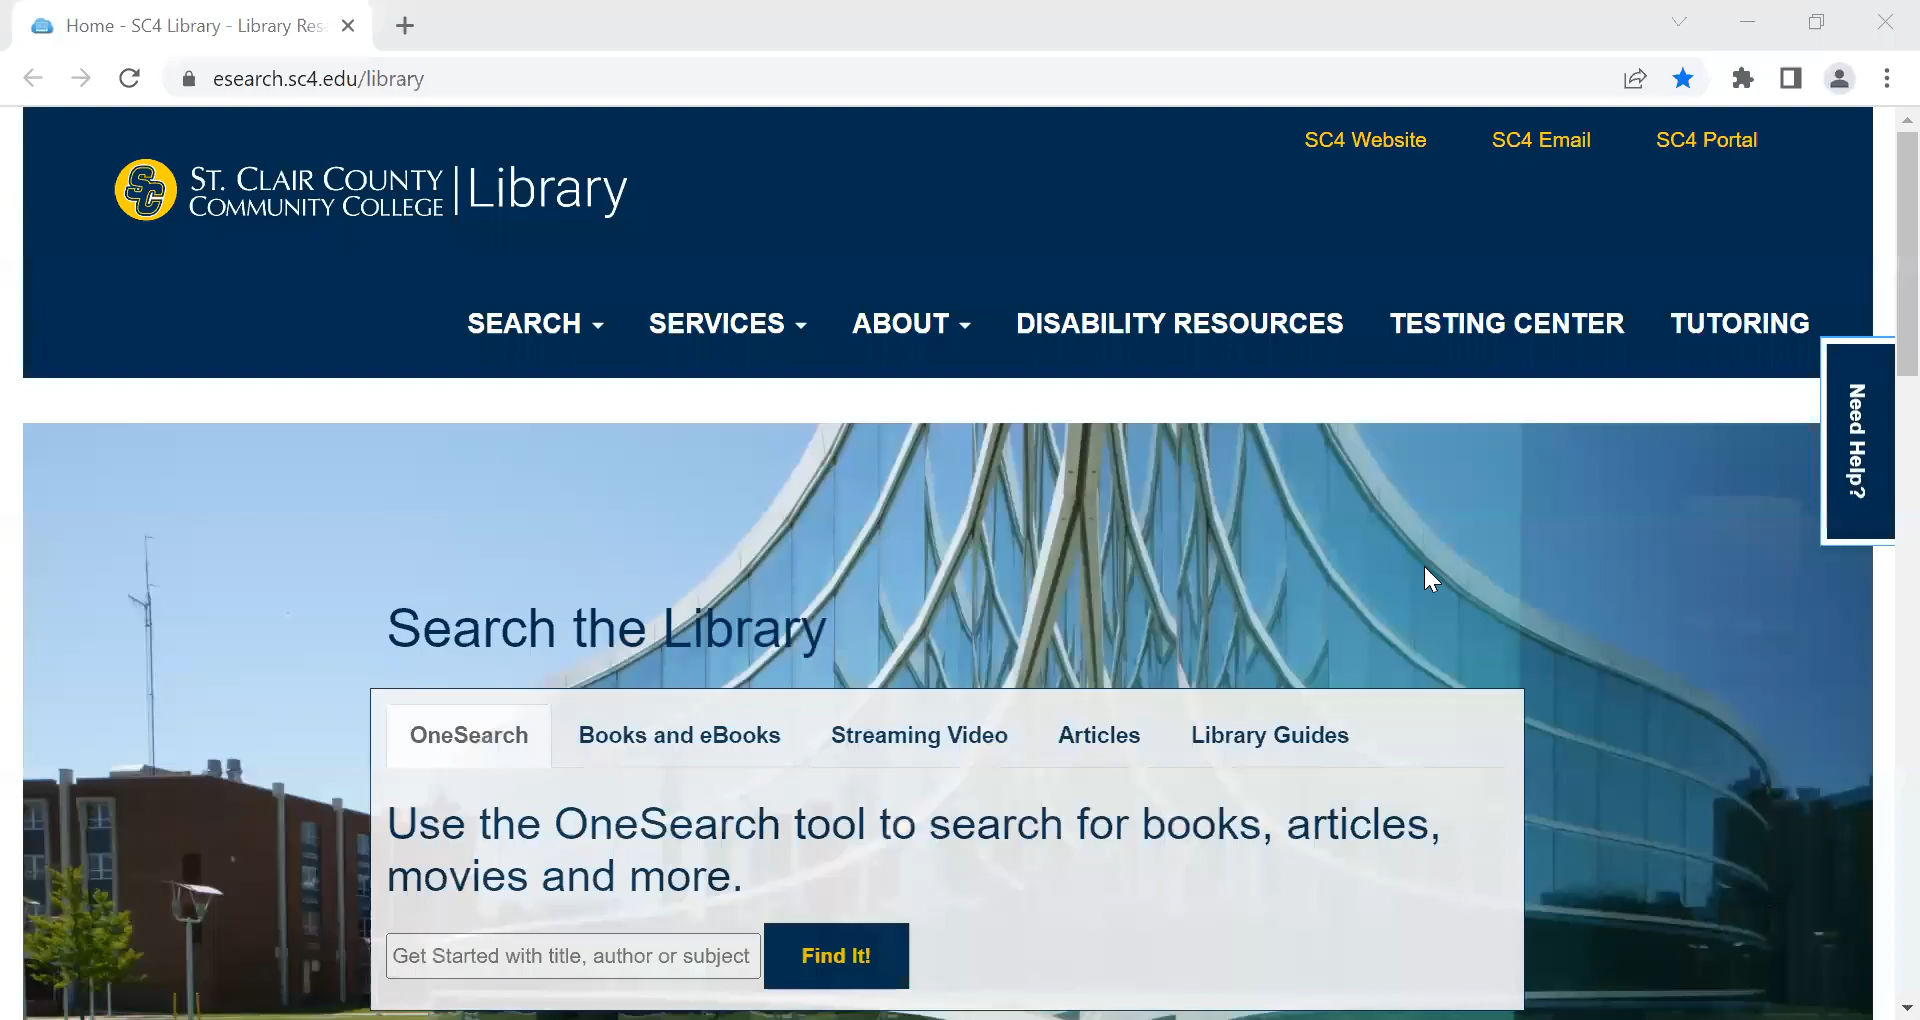 Home - SC4 Library - Library Res
esearch.sc4.edu/library
SC4 Website SC4 Email SC4 Portal
SC
ST. CLAIR COUNTY
COMMUNITY COLLEGE
Library
SEARCH SERVICES ABOUT DISABILITY RESOURCES TESTING CENTER TUTORING
Need Help?
Search the Library
OneSearch Books and eBooks Streaming Video Articles Library Guides
Use the OneSearch tool to search for books, articles,
movies and more.
Get Started with title, author or subject Find It!